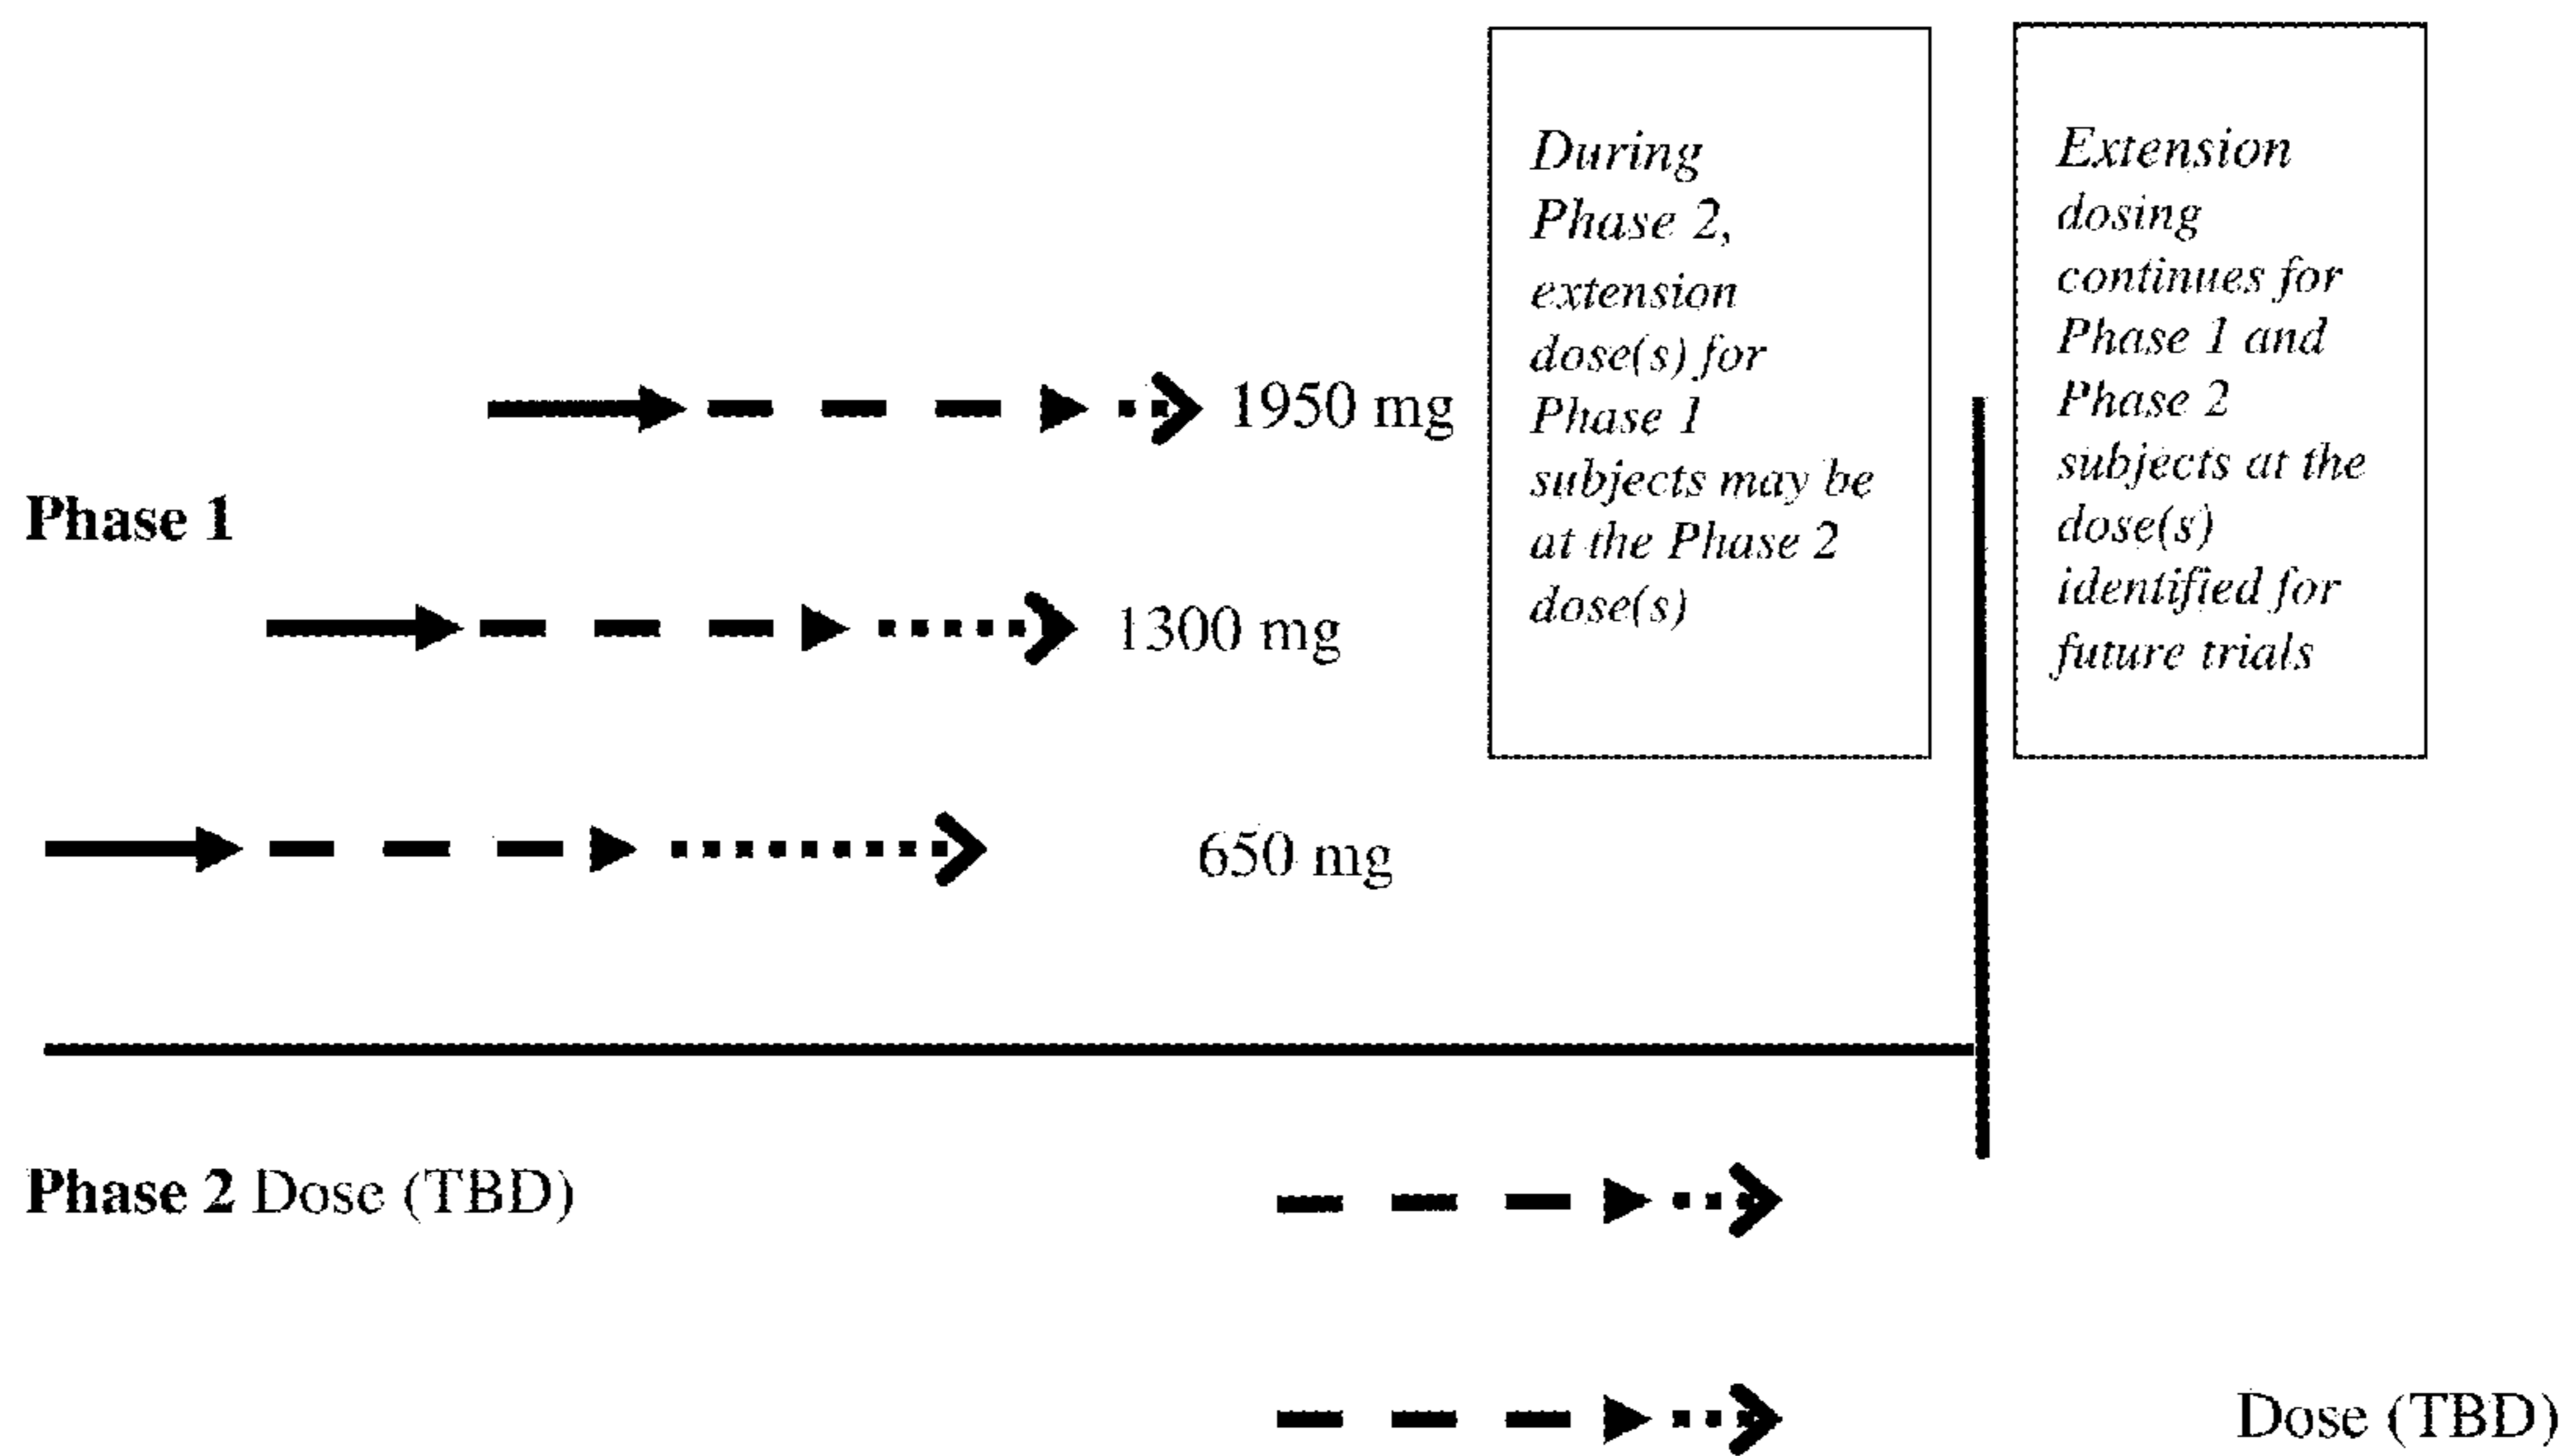 During
Phase 2,
extension
dose(s) for
Phase 1
subjects may be
at the Phase 2
dose(s)
Extension
dosing
continues for
Phase 1 and
Phase 2
subjects at the
dose(s)
identified for
future trials
1950 mg
Phase 1
1300 mg
650 mg
Phase 2 Dose (TBD)
Dose (TBD)